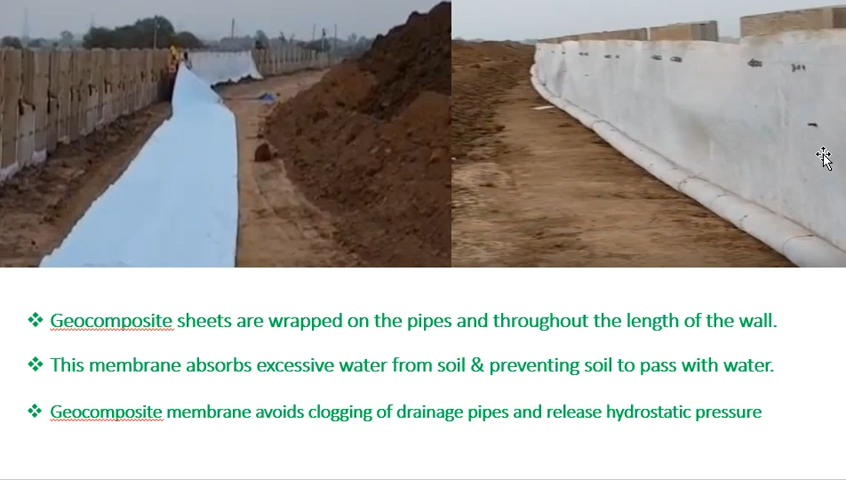 ❖ Geocomposite sheets are wrapped on the pipes and throughout the length of the wall.
❖ This membrane absorbs excessive water from soil & preventing soil to pass with water.
❖ Geocomposite membrane avoids clogging of drainage pipes and release hydrostatic pressure